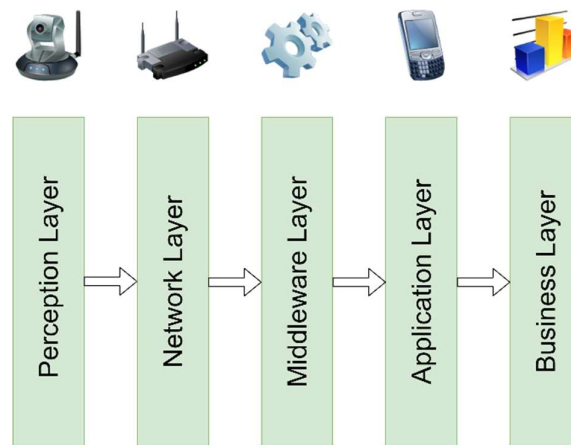 Perception Layer
Network Layer
Middleware Layer
Application Layer
Business Layer